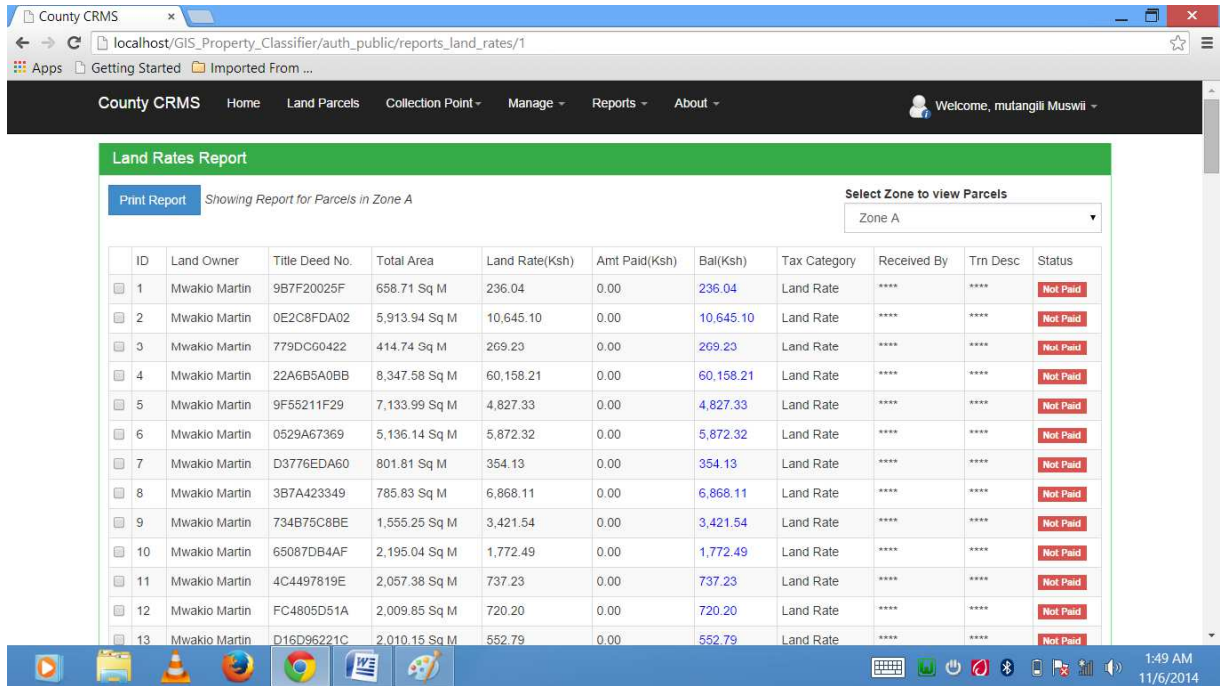 County CRMS
localhost/GIS_Property_Classifier/auth_public/reports_land_rates/1
Apps Getting Started Imported From ...
County CRMS Home Land Parcels Collection Point Manage Reports About Welcome, mutangili Muswii
Land Rates Report
Print Report Showing Report for Parcels in Zone A
Select Zone to view Parcels
Zone A
ID Land Owner Title Deed No. Total Area Land Rate(Ksh) Amt Paid(Ksh) Bal(Ksh) Tax Category Received By Trn Desc Status
1 Mwakio Martin 9B7F20025F 658.71 Sq M 236.04 0.00 236.04 Land Rate **** **** Not Paid
2 Mwakio Martin 0E2C8FDA02 5,913.94 Sq M 10,645.10 0.00 10,645.10 Land Rate **** **** Not Paid
3 Mwakio Martin 779DC60422 414.74 Sq M 269.23 0.00 269.23 Land Rate **** **** Not Paid
4 Mwakio Martin 22A6B5A0BB 8,347.58 Sq M 60,158.21 0.00 60,158.21 Land Rate **** **** Not Paid
5 Mwakio Martin 9F55211F29 7,133.99 Sq M 4,827.33 0.00 4,827.33 Land Rate **** **** Not Paid
6 Mwakio Martin 0529A67369 5,136.14 Sq M 5,872.32 0.00 5,872.32 Land Rate **** **** Not Paid
7 Mwakio Martin D3776EDA60 801.81 Sq M 354.13 0.00 354.13 Land Rate **** **** Not Paid
8 Mwakio Martin 3B7A423349 785.83 Sq M 6,868.11 0.00 6,868.11 Land Rate **** **** Not Paid
9 Mwakio Martin 734B75C8BE 1,555.25 Sq M 3,421.54 0.00 3,421.54 Land Rate **** **** Not Paid
10 Mwakio Martin 65087DB4AF 2,195.04 Sq M 1,772.49 0.00 1,772.49 Land Rate **** **** Not Paid
11 Mwakio Martin 4C4497819E 2,057.38 Sq M 737.23 0.00 737.23 Land Rate **** **** Not Paid
12 Mwakio Martin FC4805D51A 2,009.85 Sq M 720.20 0.00 720.20 Land Rate **** **** Not Paid
13 Mwakio Martin D16D96221C 2,010.15 Sq M 552.79 0.00 552.79 Land Rate **** **** Not Paid
1:49 AM
11/6/2014